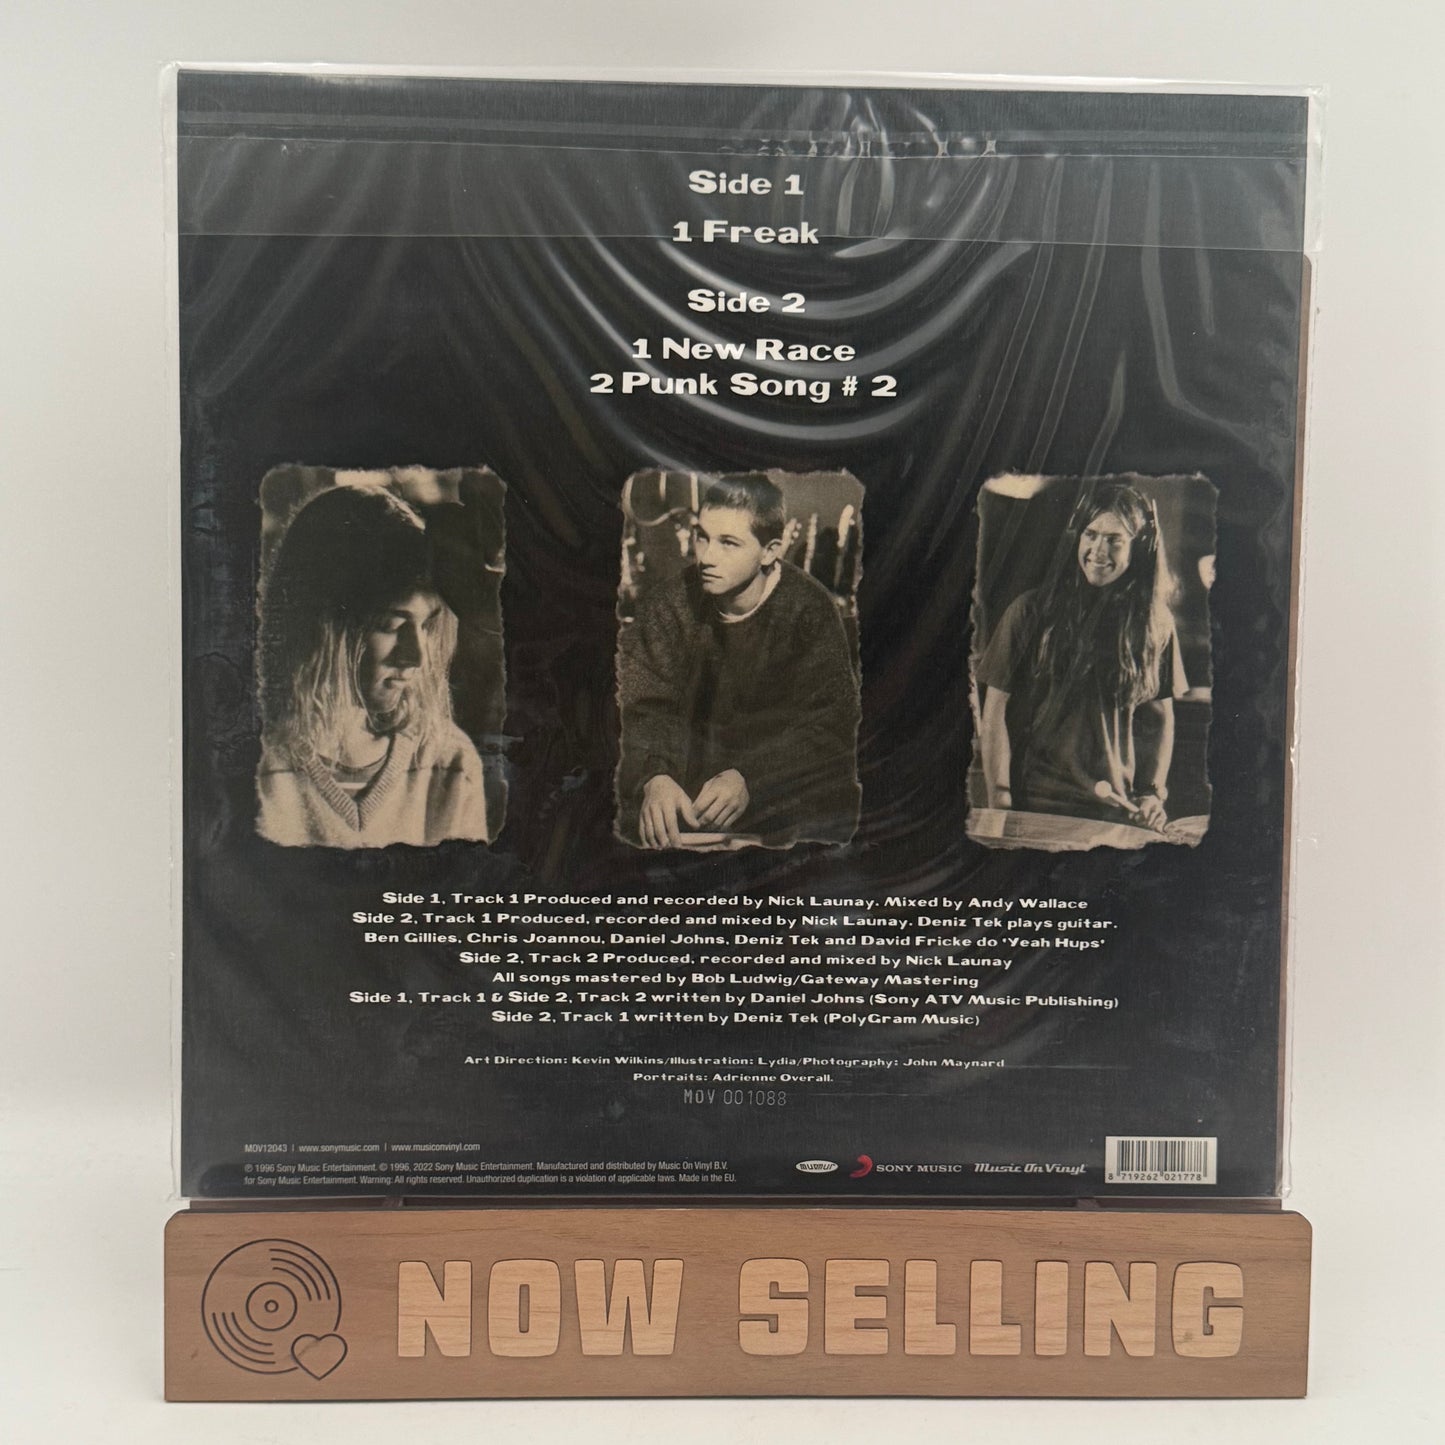 Side 1
1 Freak
Side 2
1 New Race
2 Punk Song # 2
Side 1, Track 1 Produced and recorded by Nick Launay. Mixed by Andy Wallace
Side 2, Track 1 Produced, recorded and mixed by Nick Launay. Deniz Tek plays guitar.
Ben Gillies, Chris Joannou, Daniel Johns, Deniz Tek and David Fricke do 'Yeah Hups'
Side 2, Track 2 Produced, recorded and mixed by Nick Launay
All songs mastered by Bob Ludwig/Gateway Mastering
Side 1, Track 1 & Side 2, Track 2 written by Daniel Johns (Sony ATV Music Publishing)
Side 2, Track 1 written by Deniz Tek (PolyGram Music)
Art Direction: Kevin Wilkins/Illustration: Lydia/Photography: John Maynard
Portraits: Adrienne Overall.
MOV 001088
MOV12043 | www.sonymusic.com | www.musiconvinyl.com
℗ 1996 Sony Music Entertainment. © 1996, 2022 Sony Music Entertainment. Manufactured and distributed by Music On Vinyl B.V.
for Sony Music Entertainment. Warning: All rights reserved. Unauthorized duplication is a violation of applicable laws. Made in the EU.
murmur SONY MUSIC Music On Vinyl
8 719262 021778
NOW SELLING